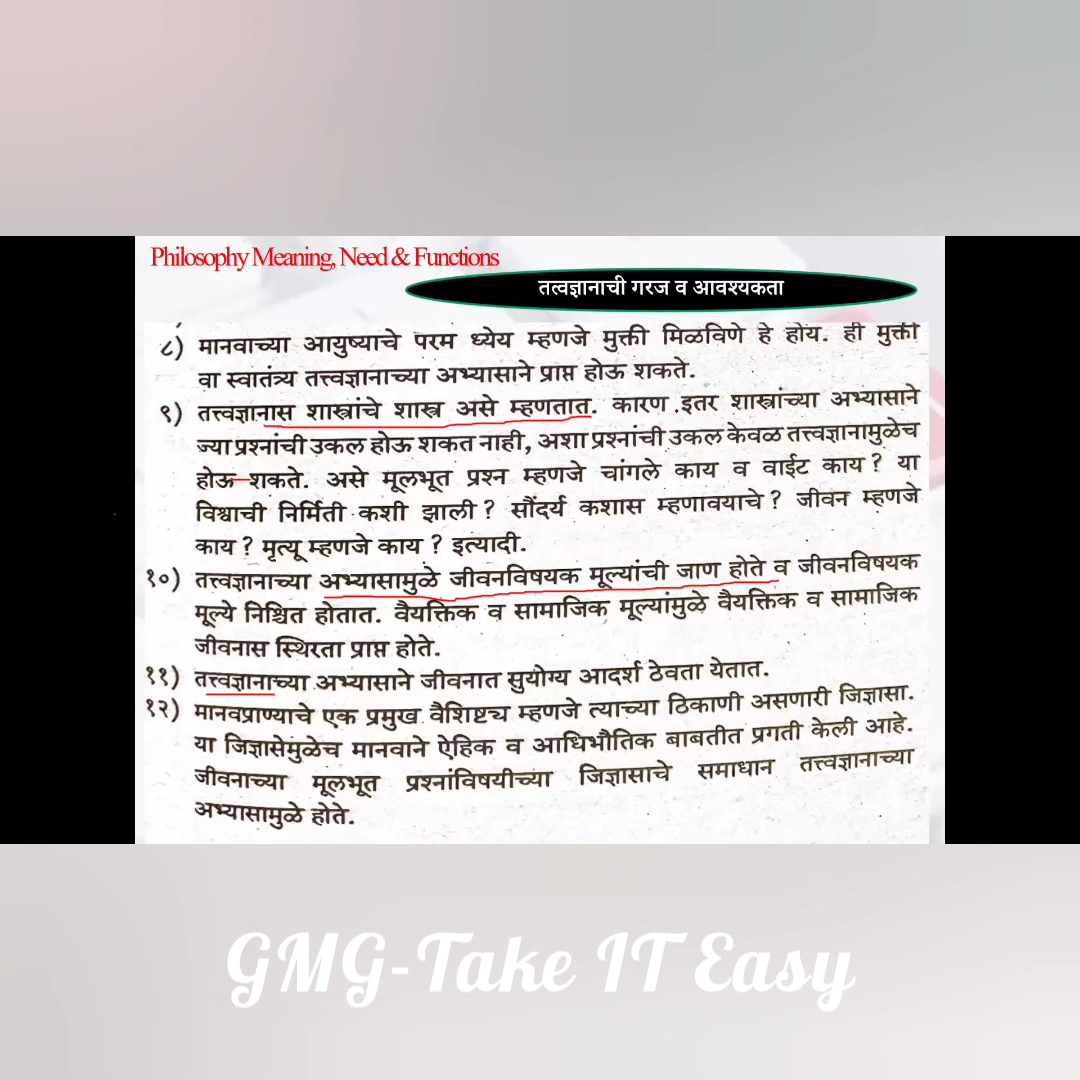 Philosophy Meaning, Need & Functions
तत्वज्ञानाची गरज व आवश्यकता
८) मानवाच्या आयुष्याचे परम ध्येय म्हणजे मुक्ती मिळविणे हे होय. ही मुक्ती
वा स्वातंत्र्य तत्त्वज्ञानाच्या अभ्यासाने प्राप्त होऊ शकते.
९) तत्त्वज्ञानास शास्त्रांचे शास्त्र असे म्हणतात. कारण इतर शास्त्रांच्या अभ्यासाने
ज्या प्रश्नांची उकल होऊ शकत नाही, अशा प्रश्नांची उकल केवळ तत्त्वज्ञानामुळेच
होऊ शकते. असे मूलभूत प्रश्न म्हणजे चांगले काय व वाईट काय? या
विश्वाची निर्मिती कशी झाली? सौंदर्य कशास म्हणावयाचे? जीवन म्हणजे
काय? मृत्यू म्हणजे काय? इत्यादी.
१०) तत्त्वज्ञानाच्या अभ्यासामुळे जीवनविषयक मूल्यांची जाण होते व जीवनविषयक
मूल्ये निश्चित होतात. वैयक्तिक व सामाजिक मूल्यांमुळे वैयक्तिक व सामाजिक
जीवनास स्थिरता प्राप्त होते.
११) तत्त्वज्ञानाच्या अभ्यासाने जीवनात सुयोग्य आदर्श ठेवता येतात.
१२) मानवप्राण्याचे एक प्रमुख वैशिष्ट्य म्हणजे त्याच्या ठिकाणी असणारी जिज्ञासा.
या जिज्ञासेमुळेच मानवाने ऐहिक व आधिभौतिक बाबतीत प्रगती केली आहे.
जीवनाच्या मूलभूत प्रश्नांविषयीच्या जिज्ञासाचे समाधान तत्त्वज्ञानाच्या
अभ्यासामुळे होते.
GMG-Take IT Easy